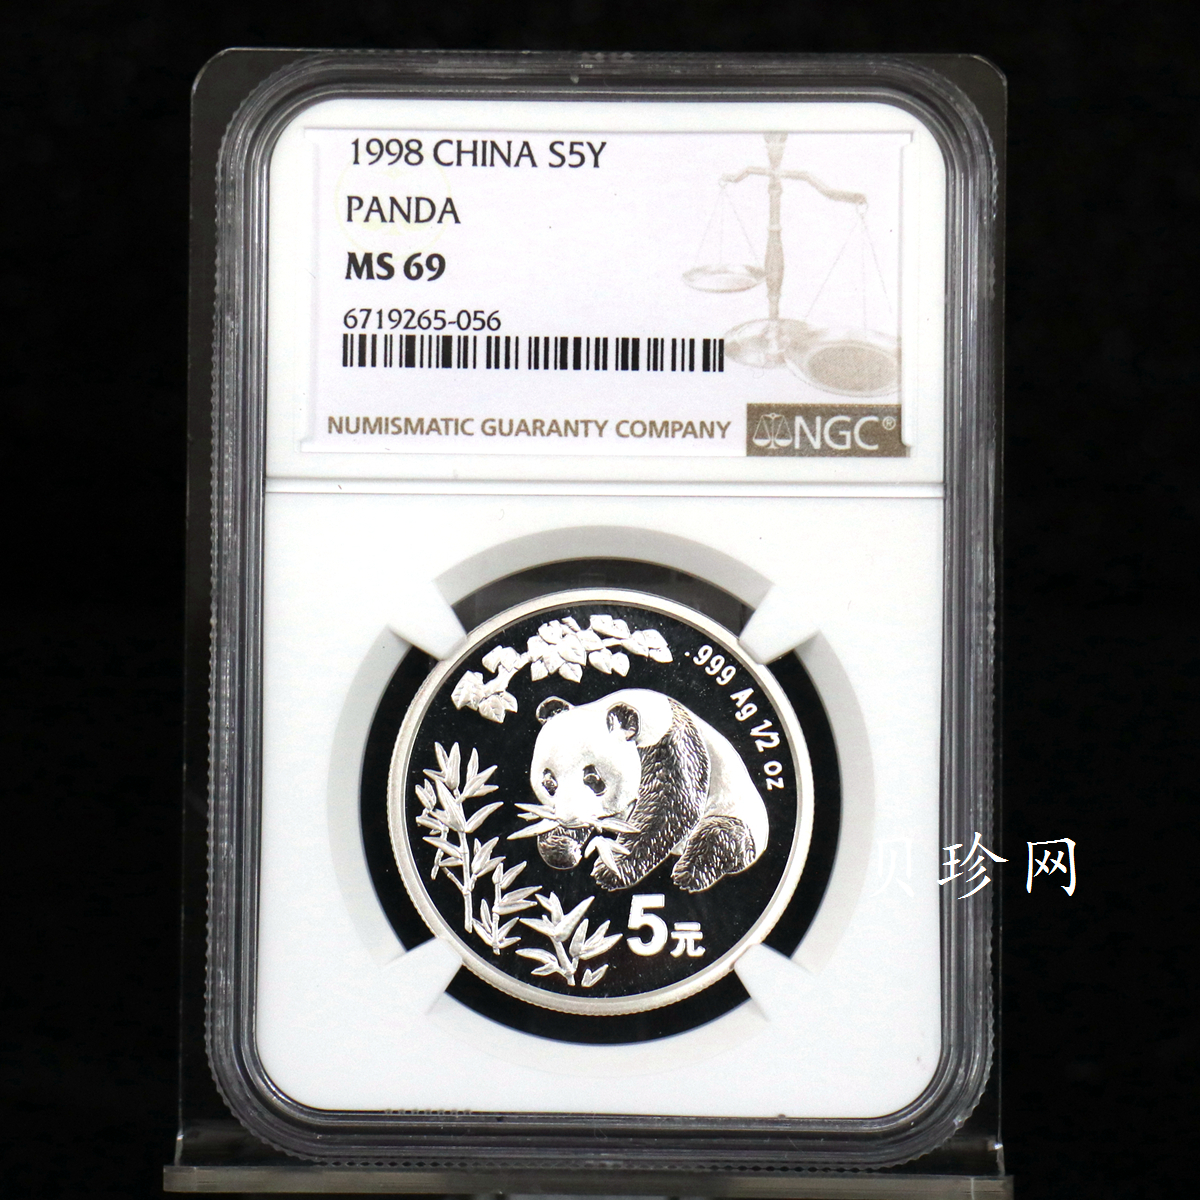 1998 CHINA S5Y
PANDA
MS 69
6719265-056
NUMISMATIC GUARANTY COMPANY
NGC®
.999 Ag 1/2 oz
5元
贝珍网